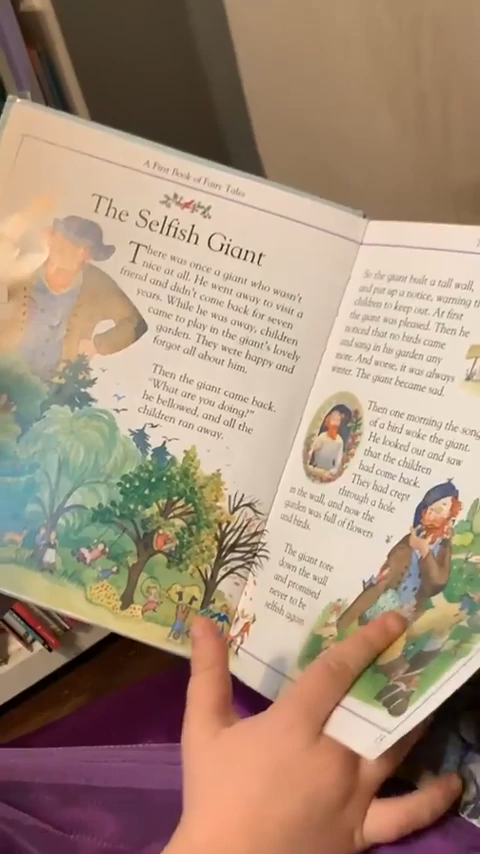 A First Book of Fairy Tales
The Selfish Giant
There was once a giant who wasn't
nice at all. He went away to visit a
friend and didn't come back for seven
years. While he was away, children
came to play in the giant's lovely
garden. They were happy and
forgot all about him.
Then the giant came back.
"What are you doing?"
he bellowed, and all the
children ran away.
So the giant built a tall wall,
and put up a notice, warning
children to keep out. At first
the giant was pleased. Then he
noticed that no birds came
and sang in his garden any
more. And worse, it was always
winter. The giant became sad.
Then one morning the song
of a bird woke the giant.
He looked out and saw
that the children
had come back.
They had crept
through a hole
in the wall, and now the
garden was full of flowers
and birds.
The giant tore
down the wall
and promised
never to be
selfish again.